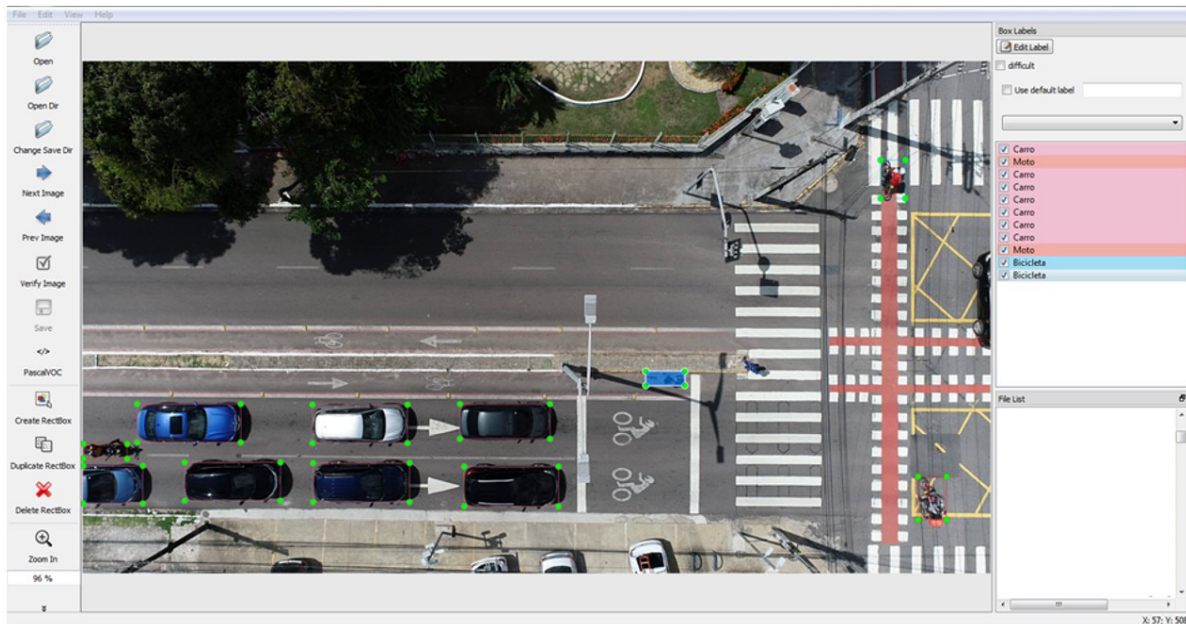 File Edit View Help
Open
Open Dir
Change Save Dir
Next Image
Prev Image
Verify Image
Save
</>
PascalVOC
Create RectBox
Duplicate RectBox
Delete RectBox
Zoom In
96 %
Box Labels
Edit Label
difficult
Use default label
Carro
Moto
Carro
Carro
Carro
Carro
Carro
Carro
Moto
Bicicleta
Bicicleta
File List
X: 57; Y: 508